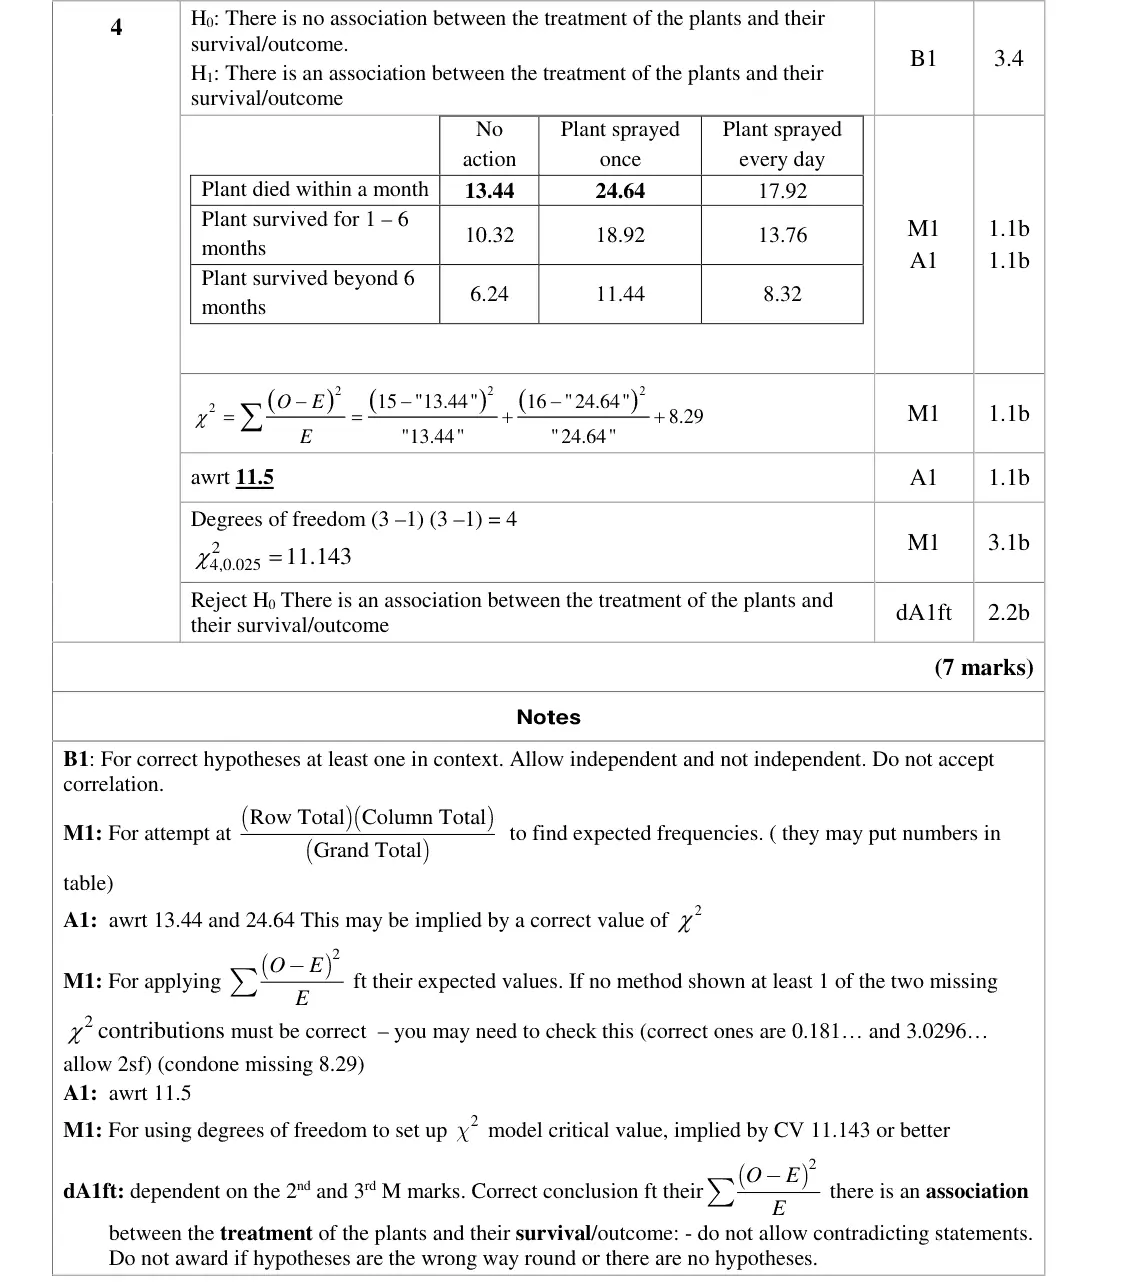 4
H₀: There is no association between the treatment of the plants and their
survival/outcome.
H₁: There is an association between the treatment of the plants and their
survival/outcome
B1 3.4
No action Plant sprayed once Plant sprayed every day
Plant died within a month 13.44 24.64 17.92
Plant survived for 1 – 6 months 10.32 18.92 13.76
Plant survived beyond 6 months 6.24 11.44 8.32
M1 1.1b
A1 1.1b
χ² = ∑ (O – E)² / E = (15 – "13.44")² / "13.44" + (16 – "24.64")² / "24.64" + 8.29 M1 1.1b
awrt 11.5 A1 1.1b
Degrees of freedom (3 –1) (3 –1) = 4
χ²₄,₀.₀₂₅ = 11.143
M1 3.1b
Reject H₀ There is an association between the treatment of the plants and
their survival/outcome
dA1ft 2.2b
(7 marks)
Notes
B1: For correct hypotheses at least one in context. Allow independent and not independent. Do not accept
correlation.
M1: For attempt at (Row Total)(Column Total) / (Grand Total) to find expected frequencies. ( they may put numbers in
table)
A1: awrt 13.44 and 24.64 This may be implied by a correct value of χ²
M1: For applying ∑ (O – E)² / E ft their expected values. If no method shown at least 1 of the two missing
χ² contributions must be correct – you may need to check this (correct ones are 0.181… and 3.0296…
allow 2sf) (condone missing 8.29)
A1: awrt 11.5
M1: For using degrees of freedom to set up χ² model critical value, implied by CV 11.143 or better
dA1ft: dependent on the 2nd and 3rd M marks. Correct conclusion ft their ∑ (O – E)² / E there is an association
between the treatment of the plants and their survival/outcome: - do not allow contradicting statements.
Do not award if hypotheses are the wrong way round or there are no hypotheses.